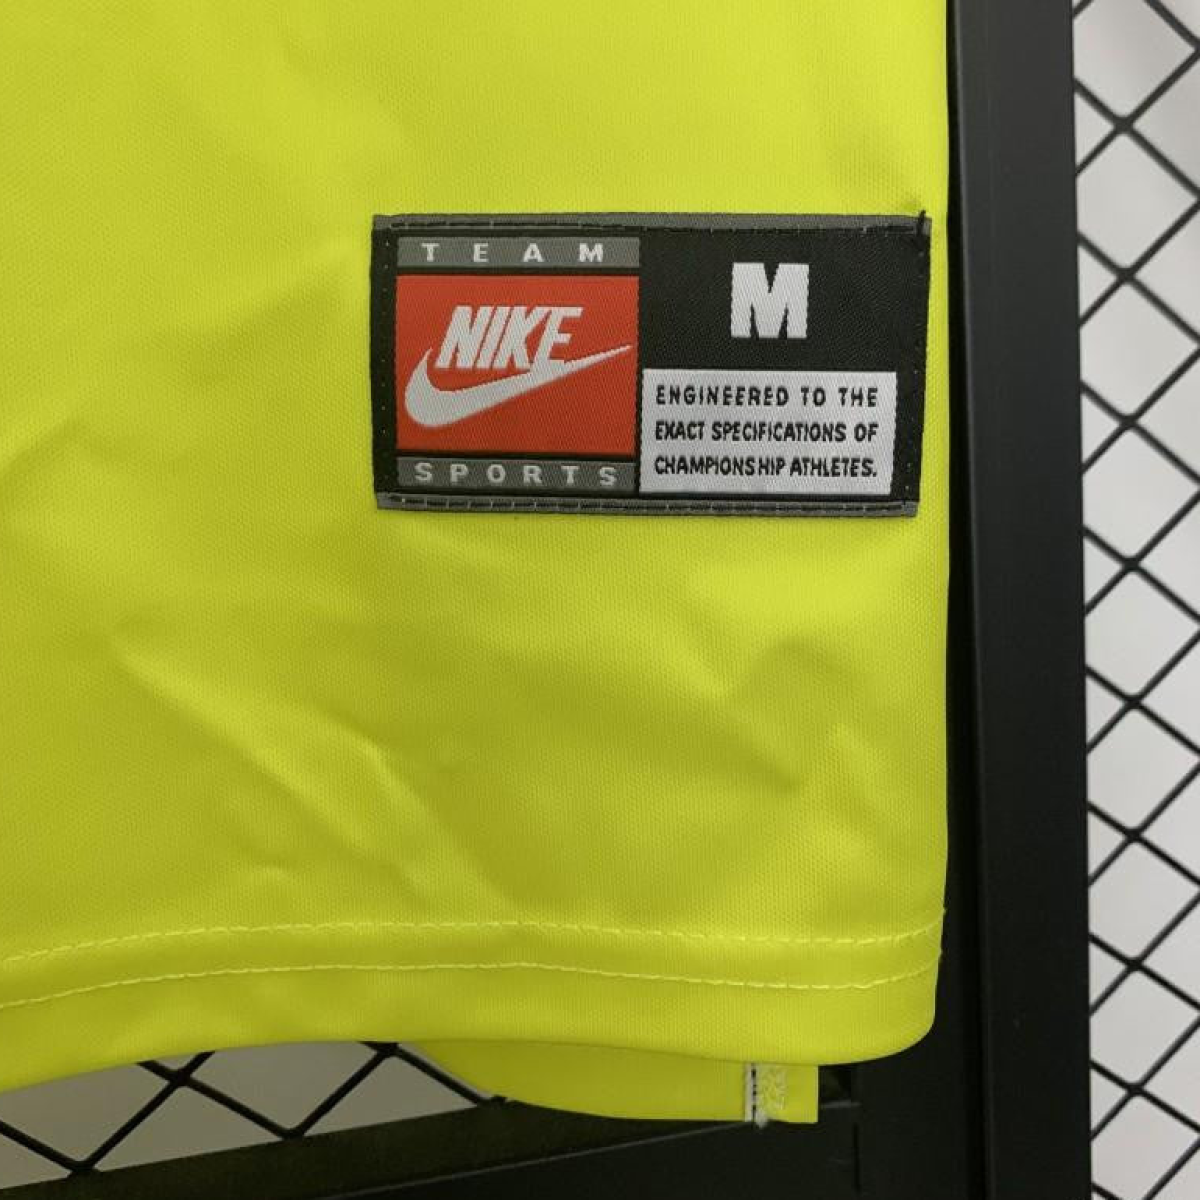 TEAM
NIKE
SPORTS
M
ENGINEERED TO THE
EXACT SPECIFICATIONS OF
CHAMPIONSHIP ATHLETES.